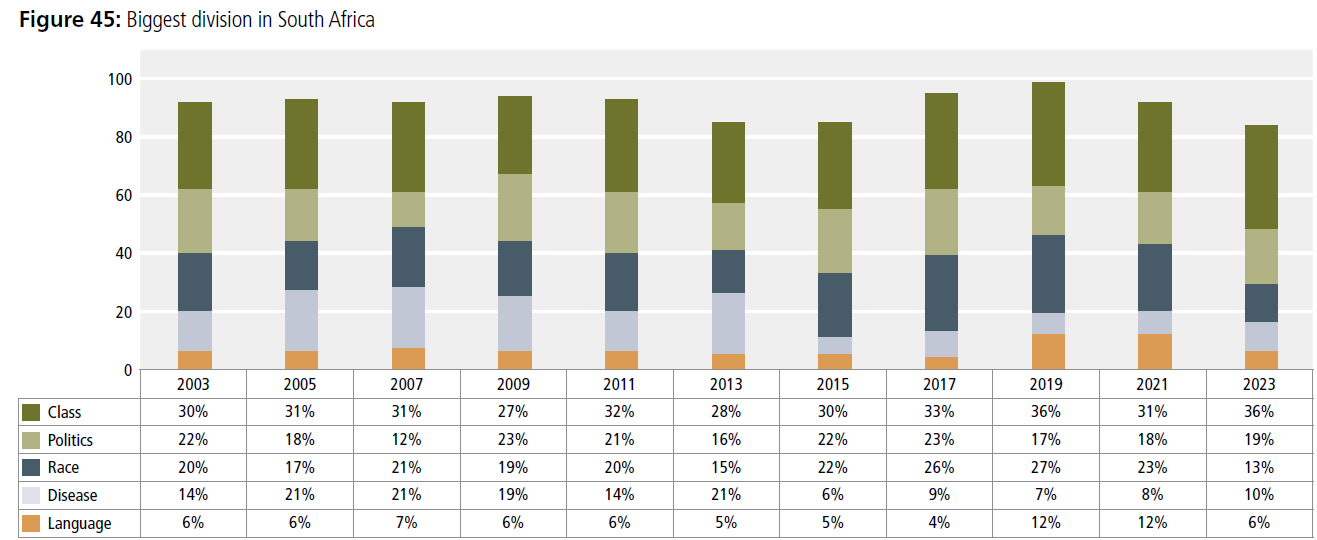 Figure 45: Biggest division in South Africa
100
80
60
40
20
0
2003 2005 2007 2009 2011 2013 2015 2017 2019 2021 2023
Class 30% 31% 31% 27% 32% 28% 30% 33% 36% 31% 36%
Politics 22% 18% 12% 23% 21% 16% 22% 23% 17% 18% 19%
Race 20% 17% 21% 19% 20% 15% 22% 26% 27% 23% 13%
Disease 14% 21% 21% 19% 14% 21% 6% 9% 7% 8% 10%
Language 6% 6% 7% 6% 6% 5% 5% 4% 12% 12% 6%